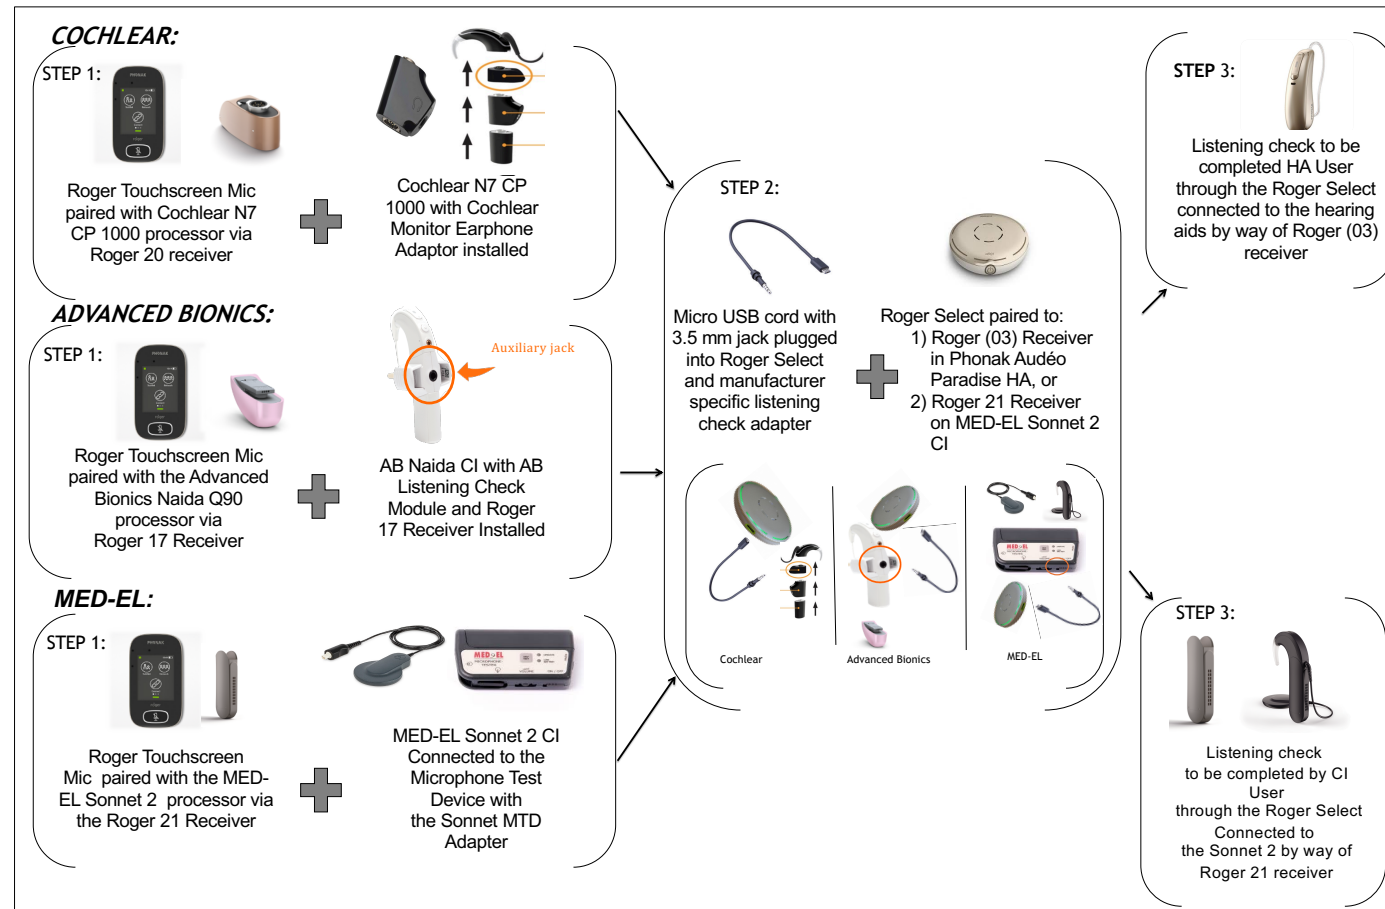 COCHLEAR:
STEP 1:
PHONAK
Roger Touchscreen Mic
paired with Cochlear N7
CP 1000 processor via
Roger 20 receiver
Cochlear N7 CP
1000 with Cochlear
Monitor Earphone
Adaptor installed
ADVANCED BIONICS:
STEP 1:
PHONAK
Roger Touchscreen Mic
paired with the Advanced
Bionics Naida Q90
processor via
Roger 17 Receiver
Auxiliary jack
AB Naida CI with AB
Listening Check
Module and Roger
17 Receiver Installed
MED-EL:
STEP 1:
PHONAK
Roger Touchscreen
Mic paired with the MED-
EL Sonnet 2 processor via
the Roger 21 Receiver
MED-EL
MED-EL Sonnet 2 CI
Connected to the
Microphone Test
Device with
the Sonnet MTD
Adapter
STEP 2:
Micro USB cord with
3.5 mm jack plugged
into Roger Select
and manufacturer
specific listening
check adapter
Roger Select paired to:
1) Roger (03) Receiver
in Phonak Audéo
Paradise HA, or
2) Roger 21 Receiver
on MED-EL Sonnet 2
CI
MED-EL
Cochlear
Advanced Bionics
MED-EL
STEP 3:
Listening check to be
completed HA User
through the Roger Select
connected to the hearing
aids by way of Roger (03)
receiver
STEP 3:
Listening check
to be completed by CI
User
through the Roger Select
Connected to
the Sonnet 2 by way of
Roger 21 receiver